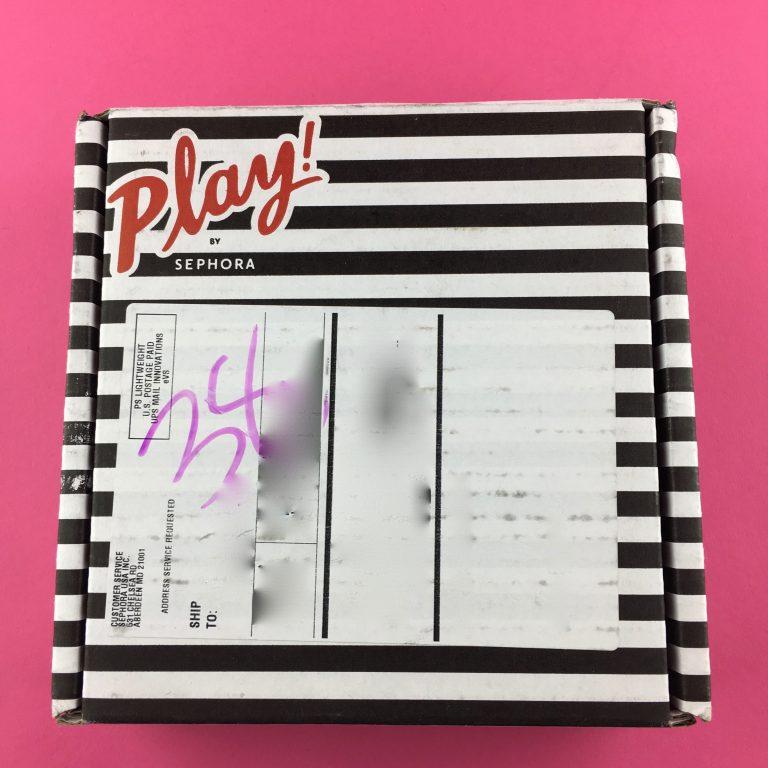 Play!
BY
SEPHORA
PS LIGHTWEIGHT
U.S. POSTAGE PAID
UPS MAIL INNOVATIONS
eVS
34
CUSTOMER SERVICE
SEPHORA USA INC.
631 CHELSEA RD
ABERDEEN MD 21001
ADDRESS SERVICE REQUESTED
SHIP
TO: